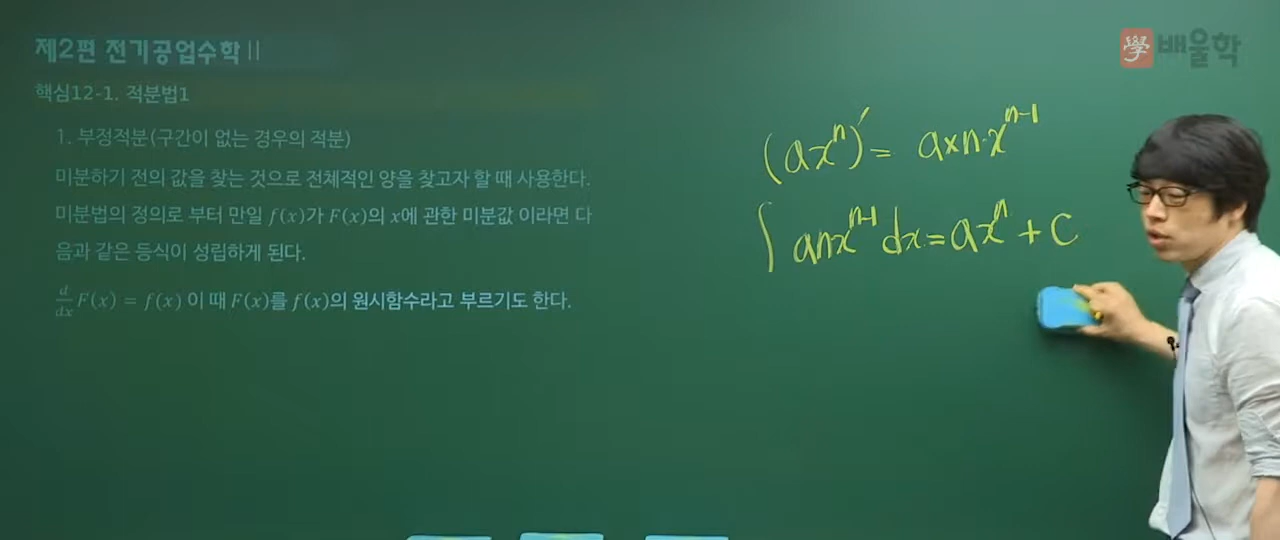 제2편 전기공업수학 II
學 배울학
핵심12-1. 적분법1
1. 부정적분(구간이 없는 경우의 적분)
미분하기 전의 값을 찾는 것으로 전체적인 양을 찾고자 할 때 사용한다.
미분법의 정의로 부터 만일 f(x)가 F(x)의 x에 관한 미분값 이라면 다
음과 같은 등식이 성립하게 된다.
d/dx F(x) = f(x) 이 때 F(x)를 f(x)의 원시함수라고 부르기도 한다.
(ax^n)′ = a×n·x^{n-1}
∫ anx^{n-1} dx = ax^n + C